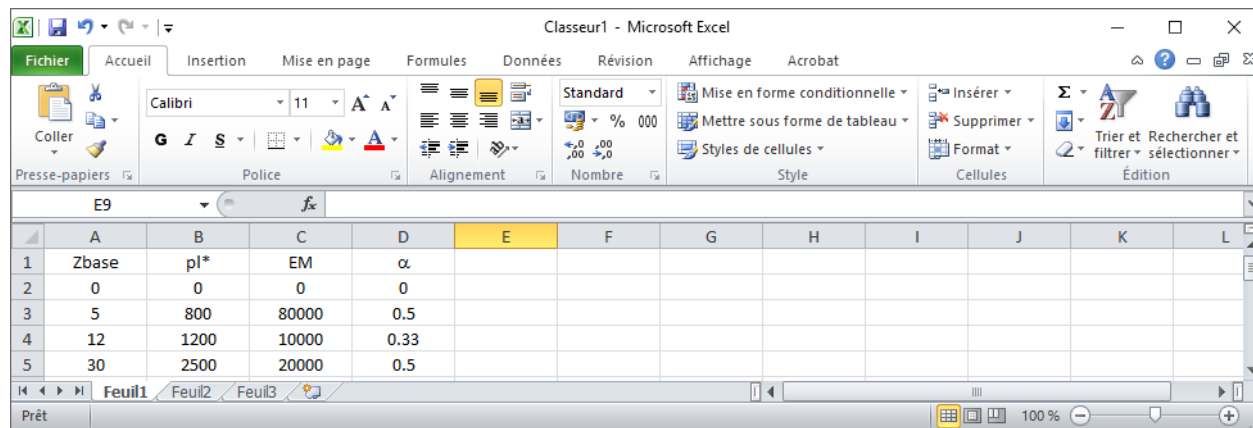 Classeur1 - Microsoft Excel
Fichier Accueil Insertion Mise en page Formules Données Révision Affichage Acrobat
Coller
Presse-papiers
Calibri 11 A A
G I S A
Police
Alignement
Standard
% 000
,0 ,00 ,00 ,0
Nombre
Mise en forme conditionnelle
Mettre sous forme de tableau
Styles de cellules
Style
Insérer
Supprimer
Format
Cellules
Σ
A Z
Trier et filtrer
Rechercher et sélectionner
Édition
E9 fx
A B C D E F G H I J K L
1 Zbase pl* EM α
2 0 0 0 0
3 5 800 80000 0.5
4 12 1200 10000 0.33
5 30 2500 20000 0.5
Feuil1 Feuil2 Feuil3
Prêt 100 %